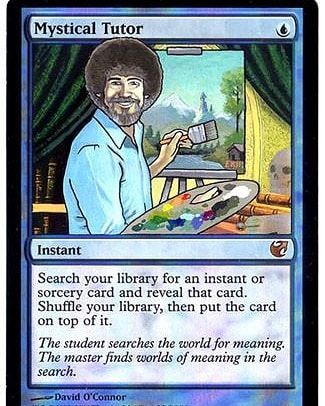 Mystical Tutor
Instant
Search your library for an instant or
sorcery card and reveal that card.
Shuffle your library, then put the card
on top of it.
The student searches the world for meaning.
The master finds worlds of meaning in the
search.
David O'Connor